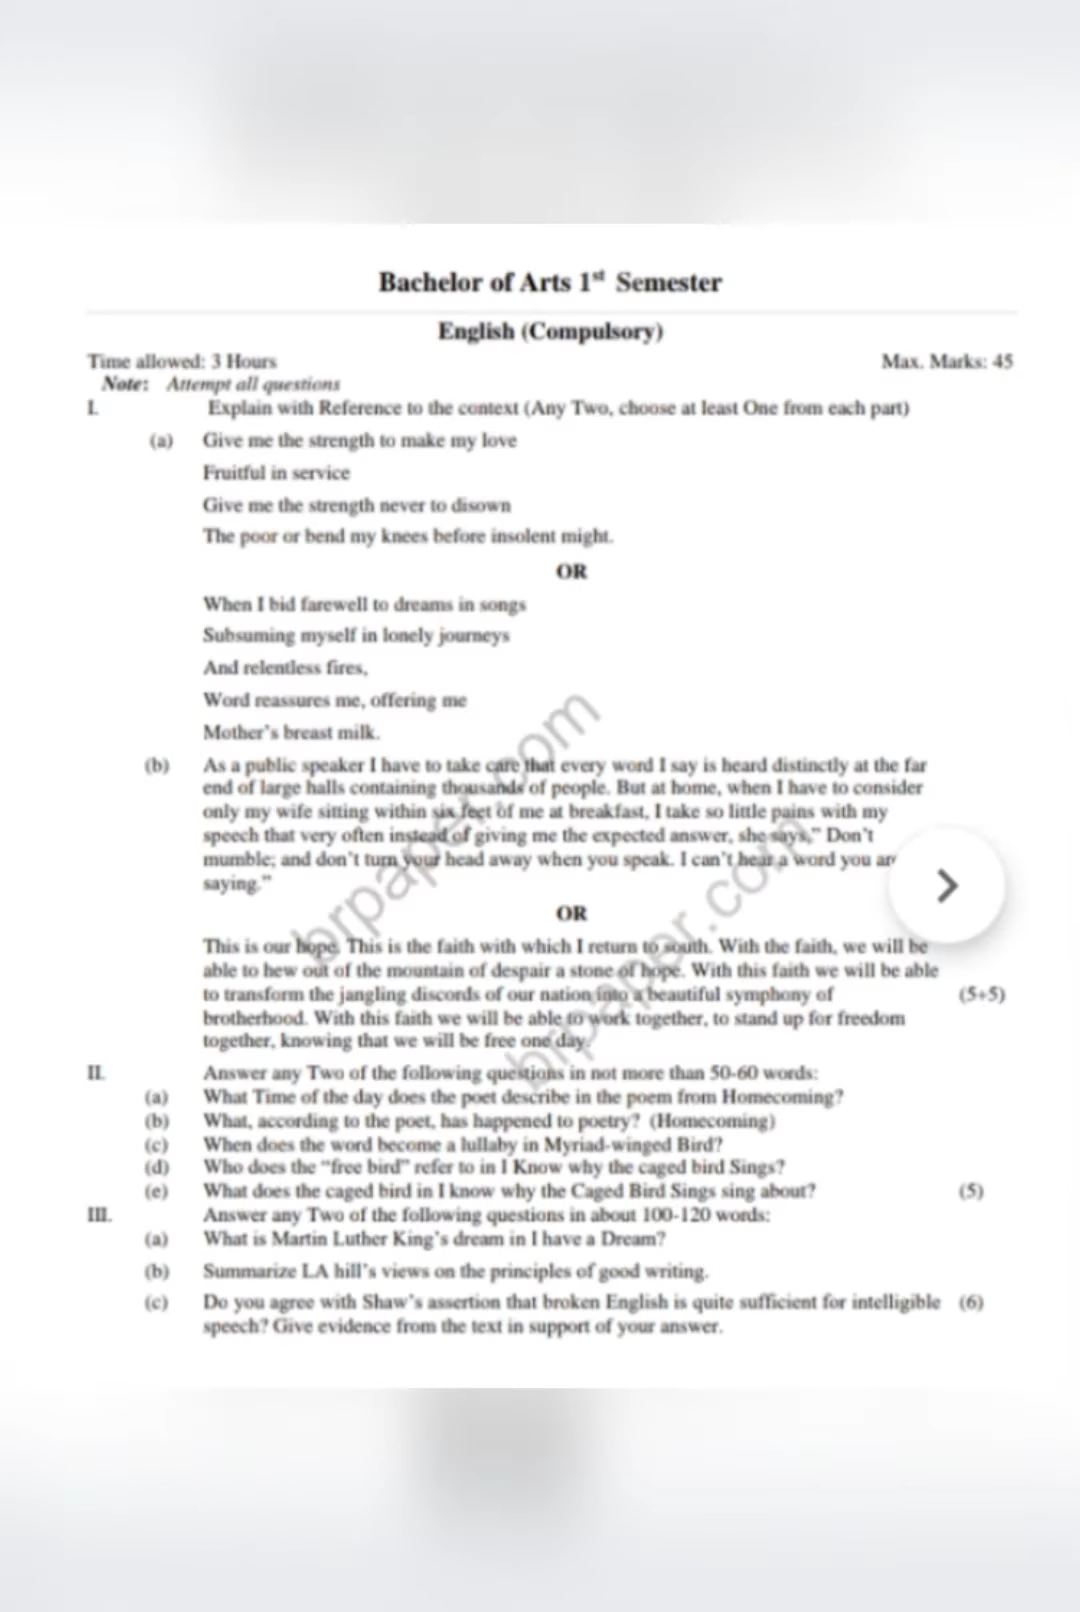 Bachelor of Arts 1st Semester
English (Compulsory)
Time allowed: 3 Hours Max. Marks: 45
Note: Attempt all questions
I. Explain with Reference to the context (Any Two, choose at least One from each part)
(a) Give me the strength to make my love
Fruitful in service
Give me the strength never to disown
The poor or bend my knees before insolent might.
OR
When I bid farewell to dreams in songs
Subsuming myself in lonely journeys
And relentless fires,
Word reassures me, offering me
Mother's breast milk.
(b) As a public speaker I have to take care that every word I say is heard distinctly at the far
end of large halls containing thousands of people. But at home, when I have to consider
only my wife sitting within six feet of me at breakfast, I take so little pains with my
speech that very often instead of giving me the expected answer, she says." Don't
mumble; and don't turn your head away when you speak. I can't hear a word you
saying."
OR
This is our hope. This is the faith with which I return to south. With the faith, we will be
able to hew out of the mountain of despair a stone of hope. With this faith we will be able
to transform the jangling discords of our nation into a beautiful symphony of (5+5)
brotherhood. With this faith we will be able to work together, to stand up for freedom
together, knowing that we will be free one day.
II. Answer any Two of the following questions in not more than 50-60 words:
(a) What Time of the day does the poet describe in the poem from Homecoming?
(b) What, according to the poet, has happened to poetry? (Homecoming)
(c) When does the word become a lullaby in Myriad-winged Bird?
(d) Who does the "free bird" refer to in I Know why the caged bird Sings?
(e) What does the caged bird in I know why the Caged Bird Sings sing about? (5)
III. Answer any Two of the following questions in about 100-120 words:
(a) What is Martin Luther King's dream in I have a Dream?
(b) Summarize LA hill's views on the principles of good writing.
(c) Do you agree with Shaw's assertion that broken English is quite sufficient for intelligible (6)
speech? Give evidence from the text in support of your answer.
brpaper.com
brpaper.com